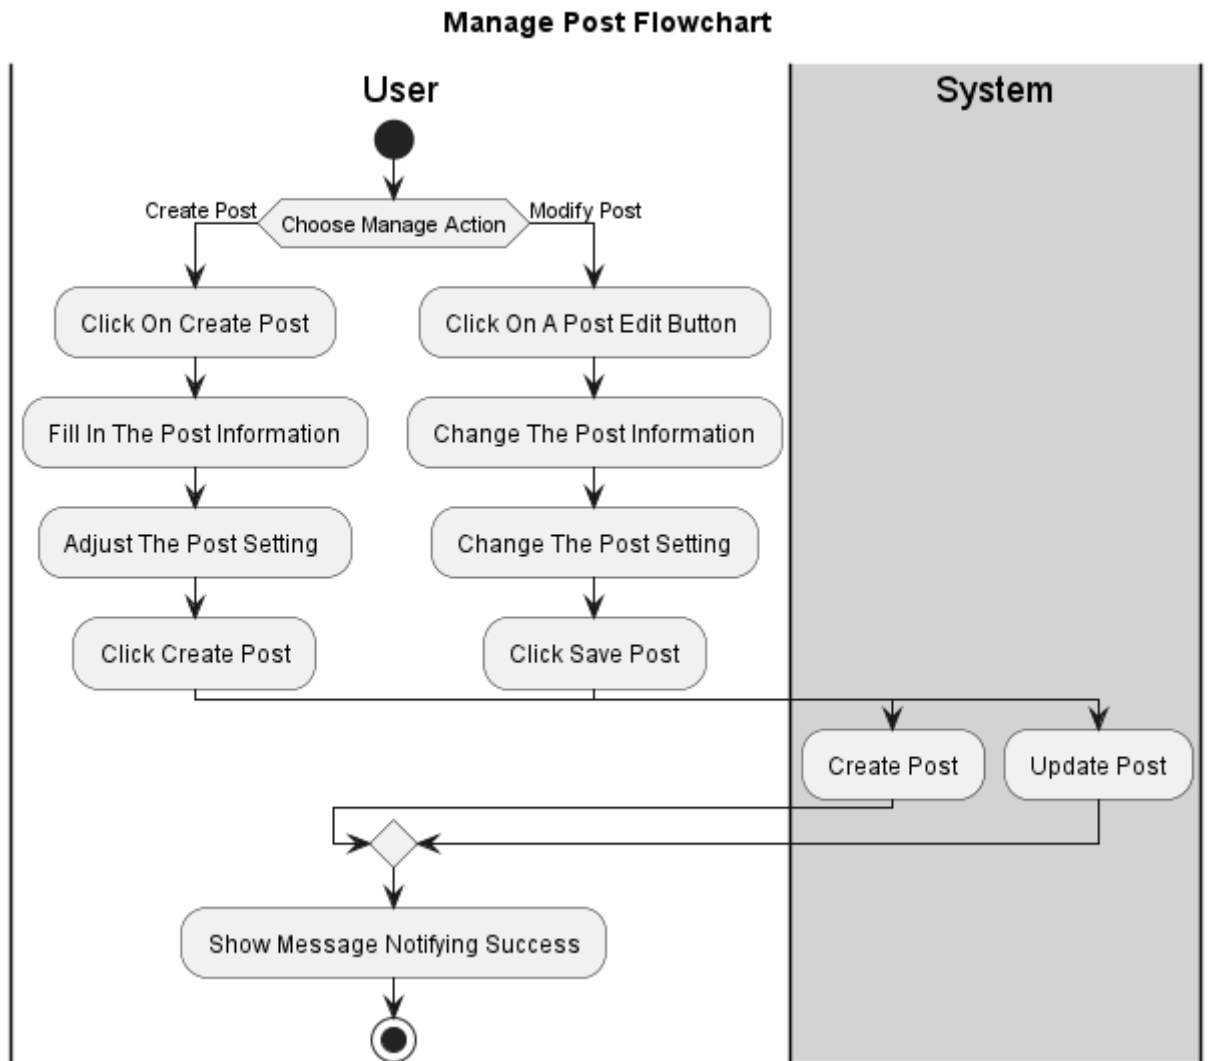 Manage Post Flowchart
User
System
Create Post
Choose Manage Action
Modify Post
Click On Create Post
Click On A Post Edit Button
Fill In The Post Information
Change The Post Information
Adjust The Post Setting
Change The Post Setting
Click Create Post
Click Save Post
Create Post
Update Post
Show Message Notifying Success